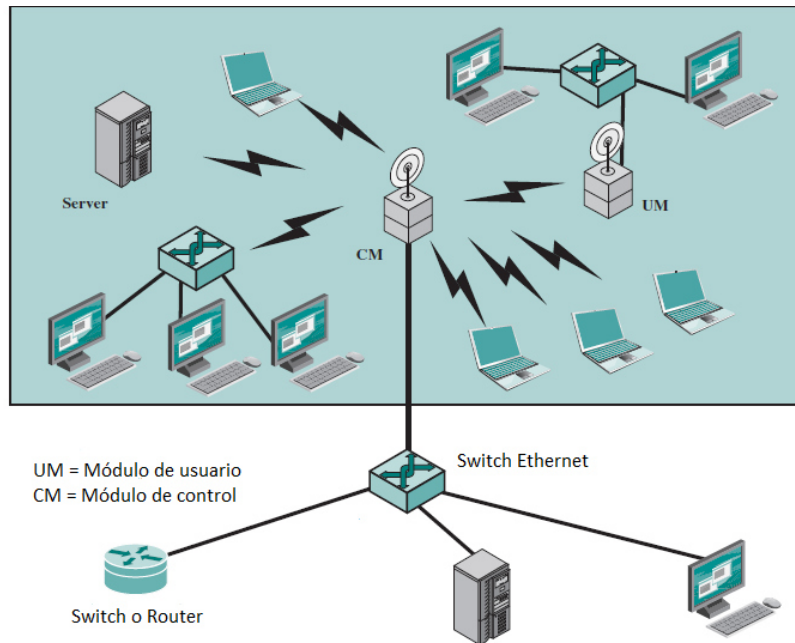 Server
UM
CM
Switch Ethernet
UM = Módulo de usuario
CM = Módulo de control
Switch o Router